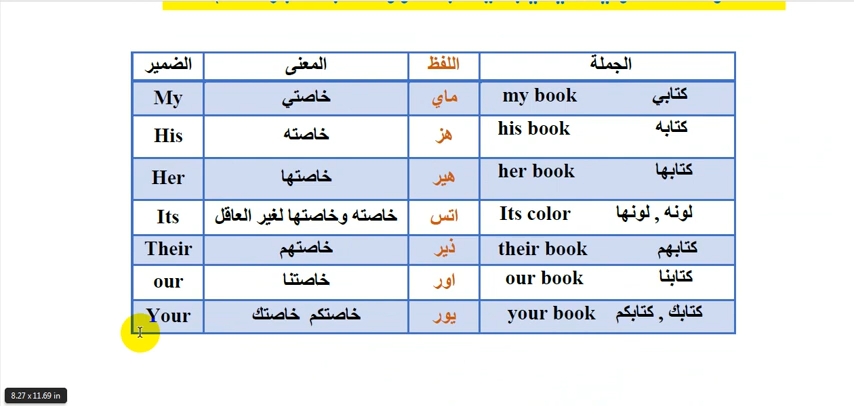 الضمير المعنى اللفظ الجملة
My خاصتي ماي my book كتابي
His خاصته هز his book كتابه
Her خاصتها هير her book كتابها
Its خاصته وخاصتها لغير العاقل اتس Its color لونه , لونها
Their خاصتهم ذير their book كتابهم
our خاصتنا اور our book كتابنا
Your خاصتكم خاصتك يور your book كتابك , كتابكم
8.27 x 11.69 in